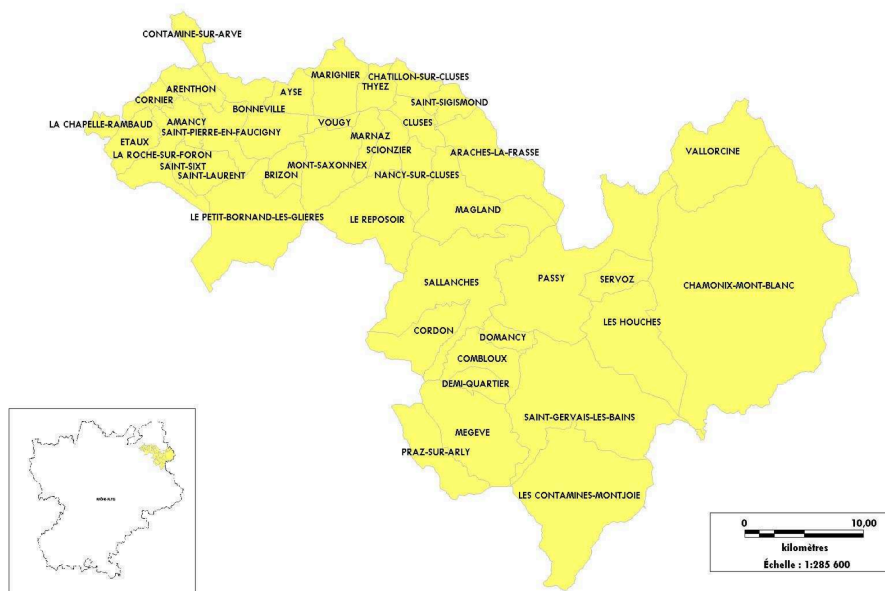 CONTAMINE-SUR-ARVE
MARIGNIER
CHATILLON-SUR-CLUSES
THYEZ
ARENTHON
AYSE
CORNIER
SAINT-SIGISMOND
BONNEVILLE
LA CHAPELLE-RAMBAUD
AMANCY
VOUGY
CLUSES
SAINT-PIERRE-EN-FAUCIGNY
MARNAZ
ETAUX
SCIONZIER
VALLORCINE
ARACHES-LA-FRASSE
LA ROCHE-SUR-FORON
SAINT-SIXT
MONT-SAXONNEX
SAINT-LAURENT
BRIZON
NANCY-SUR-CLUSES
MAGLAND
LE PETIT-BORNAND-LES-GLIERES
LE REPOSOIR
SALLANCHES
PASSY
SERVOZ
CHAMONIX-MONT-BLANC
CORDON
LES HOUCHES
DOMANCY
COMBLOUX
DEMI-QUARTIER
SAINT-GERVAIS-LES-BAINS
MEGEVE
PRAZ-SUR-ARLY
LES CONTAMINES-MONTJOIE
0 10,00
kilomètres
Échelle : 1:285 600